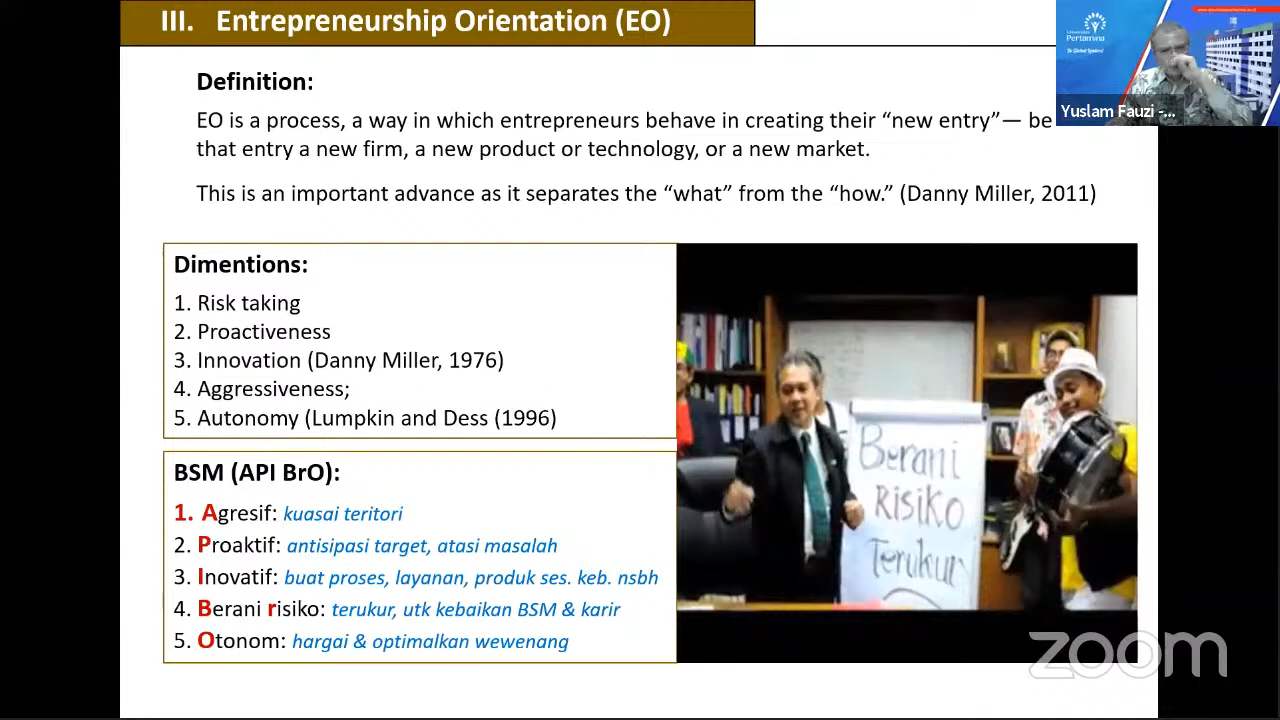 III. Entrepreneurship Orientation (EO)
Universitas
Pertamina
Yuslam Fauzi -...
Definition:
EO is a process, a way in which entrepreneurs behave in creating their “new entry”— be
that entry a new firm, a new product or technology, or a new market.
This is an important advance as it separates the “what” from the “how.” (Danny Miller, 2011)
Dimentions:
1. Risk taking
2. Proactiveness
3. Innovation (Danny Miller, 1976)
4. Aggressiveness;
5. Autonomy (Lumpkin and Dess (1996)
BSM (API BrO):
1. Agresif: kuasai teritori
2. Proaktif: antisipasi target, atasi masalah
3. Inovatif: buat proses, layanan, produk ses. keb. nsbh
4. Berani risiko: terukur, utk kebaikan BSM & karir
5. Otonom: hargai & optimalkan wewenang
Berani
RISIKO
Terukur
zoom